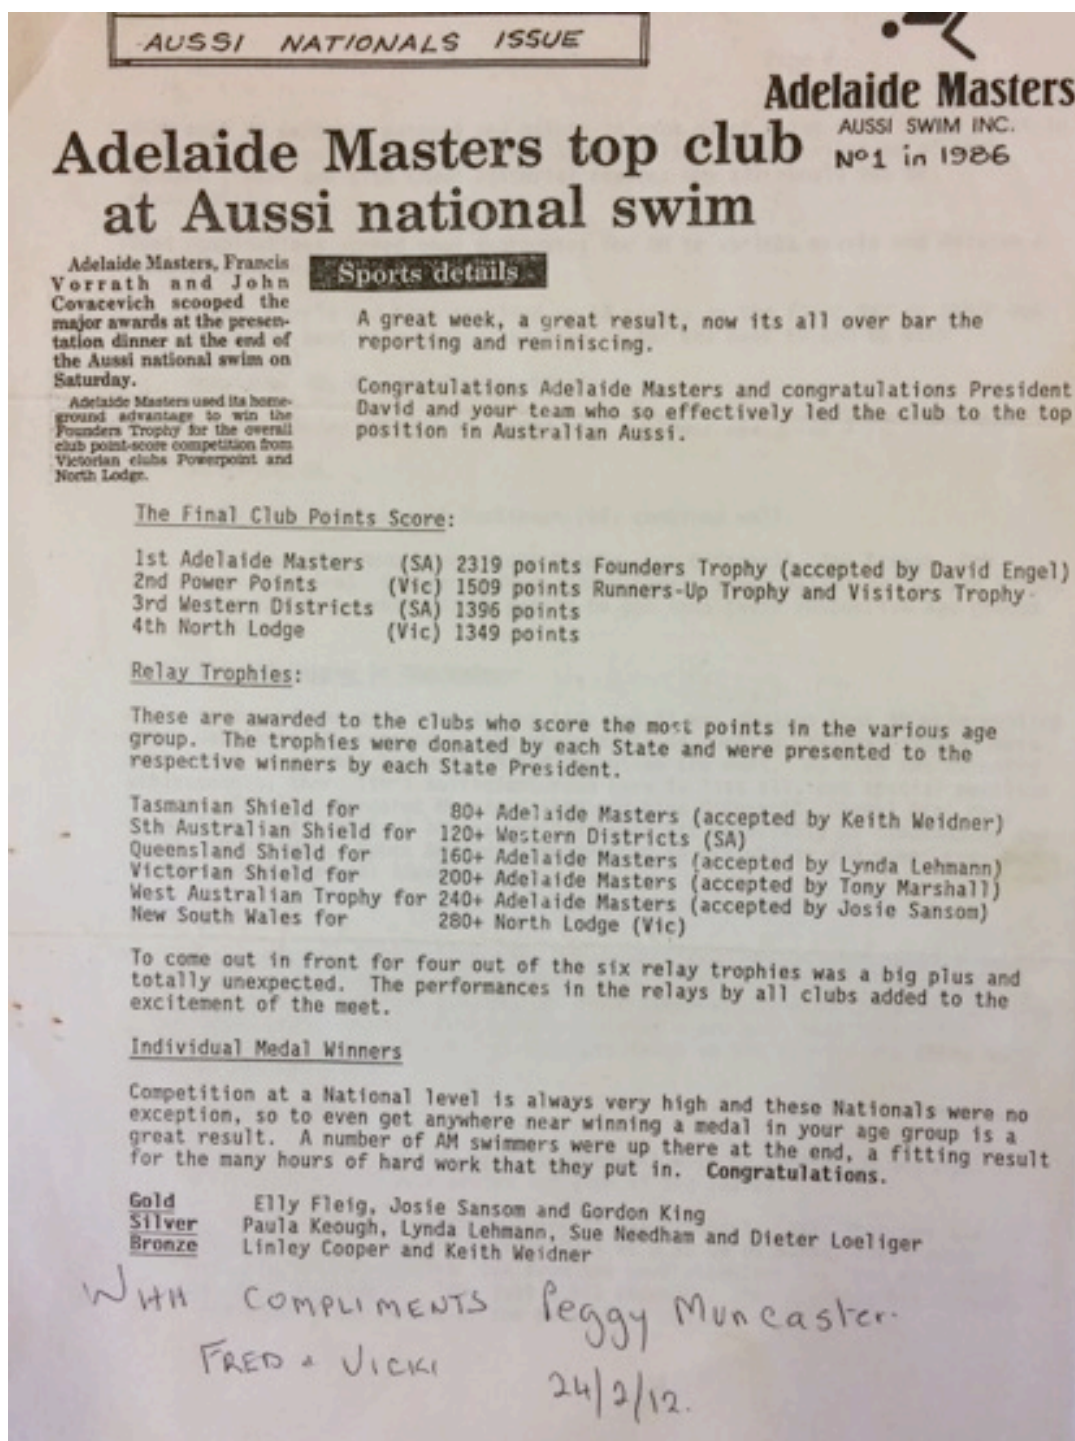 AUSSI NATIONALS ISSUE
Adelaide Masters
AUSSI SWIM INC.
Nº1 in 1986
Adelaide Masters top club
at Aussi national swim
Adelaide Masters, Francis
Vorrath and John
Covacevich scooped the
major awards at the presen-
tation dinner at the end of
the Aussi national swim on
Saturday.
Adelaide Masters used its home-
ground advantage to win the
Founders Trophy for the overall
club point-score competition from
Victorian clubs Powerpoint and
North Lodge.
Sports details
A great week, a great result, now its all over bar the
reporting and reminiscing.
Congratulations Adelaide Masters and congratulations President
David and your team who so effectively led the club to the top
position in Australian Aussi.
The Final Club Points Score:
1st Adelaide Masters (SA) 2319 points Founders Trophy (accepted by David Engel)
2nd Power Points (Vic) 1509 points Runners-Up Trophy and Visitors Trophy
3rd Western Districts (SA) 1396 points
4th North Lodge (Vic) 1349 points
Relay Trophies:
These are awarded to the clubs who score the most points in the various age
group. The trophies were donated by each State and were presented to the
respective winners by each State President.
Tasmanian Shield for 80+ Adelaide Masters (accepted by Keith Weidner)
Sth Australian Shield for 120+ Western Districts (SA)
Queensland Shield for 160+ Adelaide Masters (accepted by Lynda Lehmann)
Victorian Shield for 200+ Adelaide Masters (accepted by Tony Marshall)
West Australian Trophy for 240+ Adelaide Masters (accepted by Josie Sansom)
New South Wales for 280+ North Lodge (Vic)
To come out in front for four out of the six relay trophies was a big plus and
totally unexpected. The performances in the relays by all clubs added to the
excitement of the meet.
Individual Medal Winners
Competition at a National level is always very high and these Nationals were no
exception, so to even get anywhere near winning a medal in your age group is a
great result. A number of AM swimmers were up there at the end, a fitting result
for the many hours of hard work that they put in. Congratulations.
Gold Elly Fleig, Josie Sansom and Gordon King
Silver Paula Keough, Lynda Lehmann, Sue Needham and Dieter Loeliger
Bronze Linley Cooper and Keith Weidner
WITH COMPLIMENTS Peggy Muncaster.
FRED & VICKI
24/2/12.